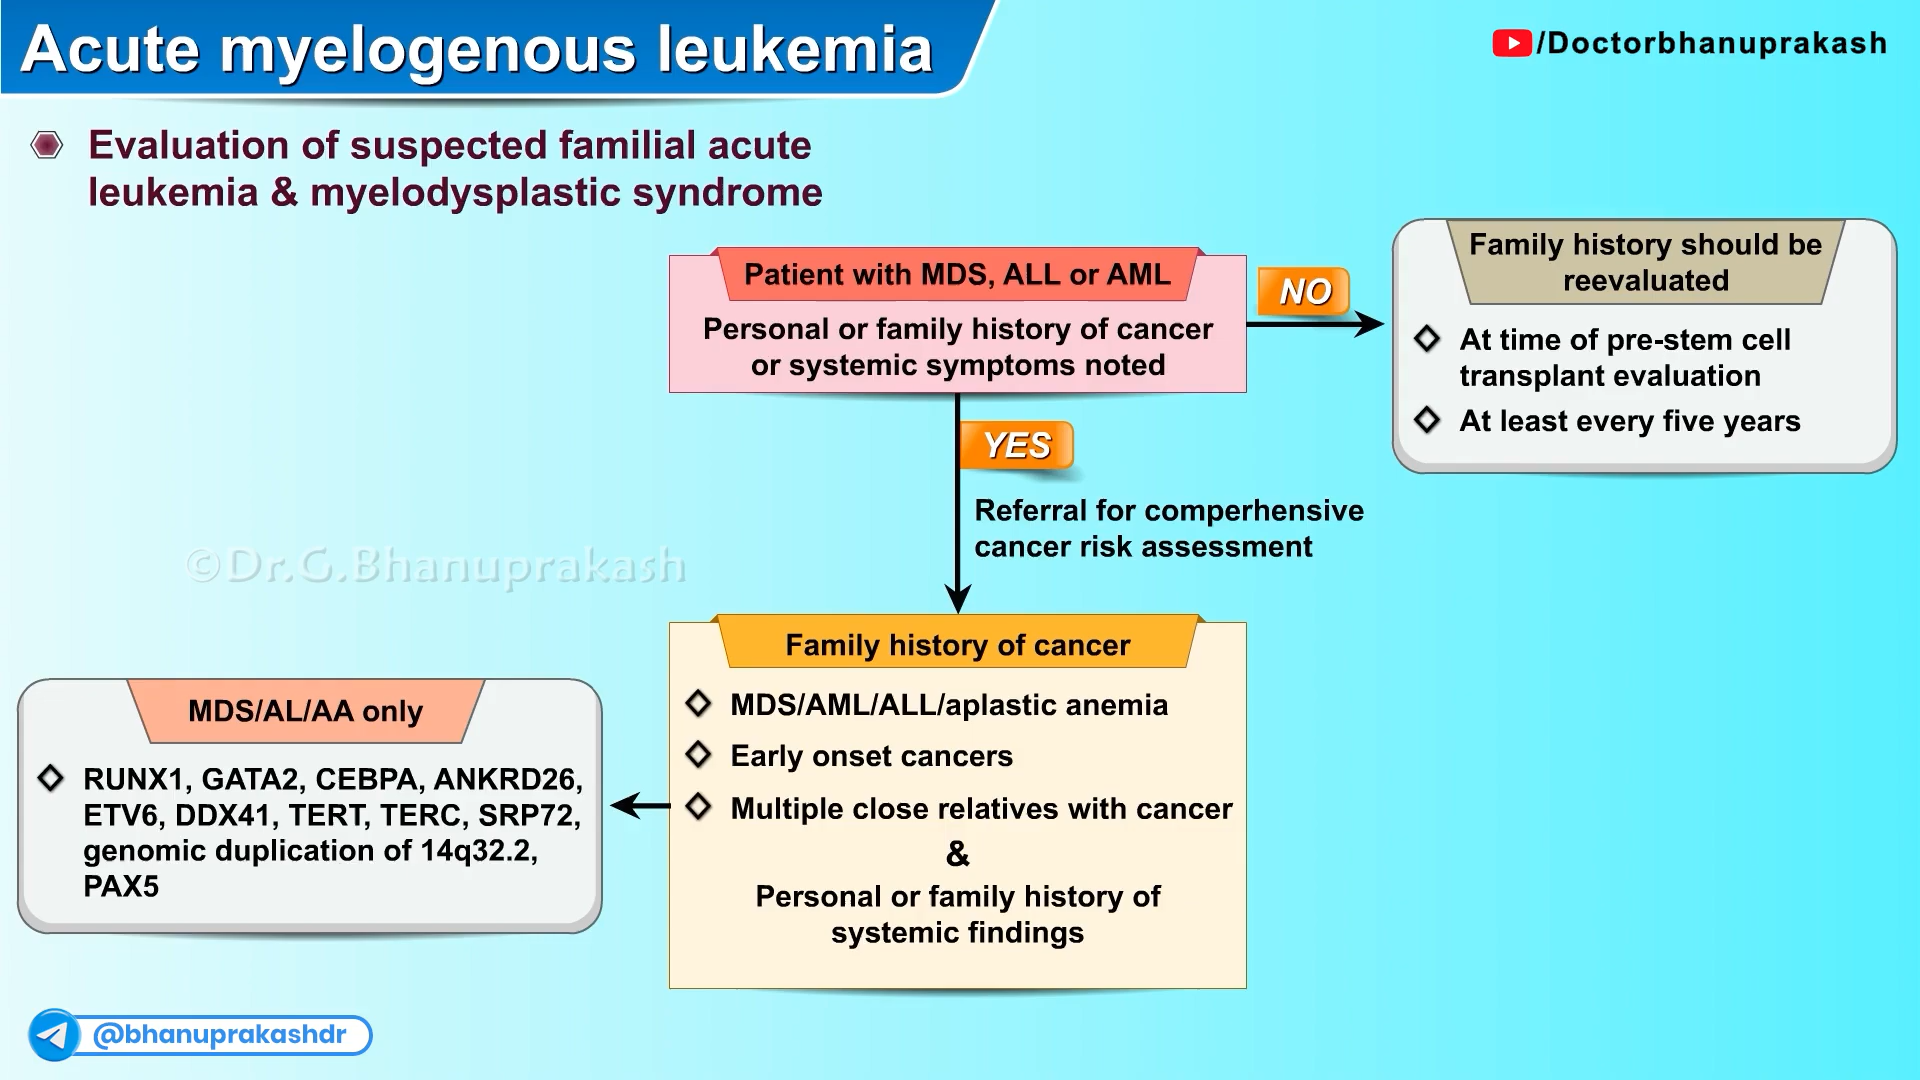 Acute myelogenous leukemia
/Doctorbhanuprakash
Evaluation of suspected familial acute
leukemia & myelodysplastic syndrome
Patient with MDS, ALL or AML
Personal or family history of cancer
or systemic symptoms noted
NO
Family history should be
reevaluated
At time of pre-stem cell
transplant evaluation
At least every five years
YES
Referral for comperhensive
cancer risk assessment
©Dr.G.Bhanuprakash
Family history of cancer
MDS/AML/ALL/aplastic anemia
Early onset cancers
Multiple close relatives with cancer
&
Personal or family history of
systemic findings
MDS/AL/AA only
RUNX1, GATA2, CEBPA, ANKRD26,
ETV6, DDX41, TERT, TERC, SRP72,
genomic duplication of 14q32.2,
PAX5
@bhanuprakashdr